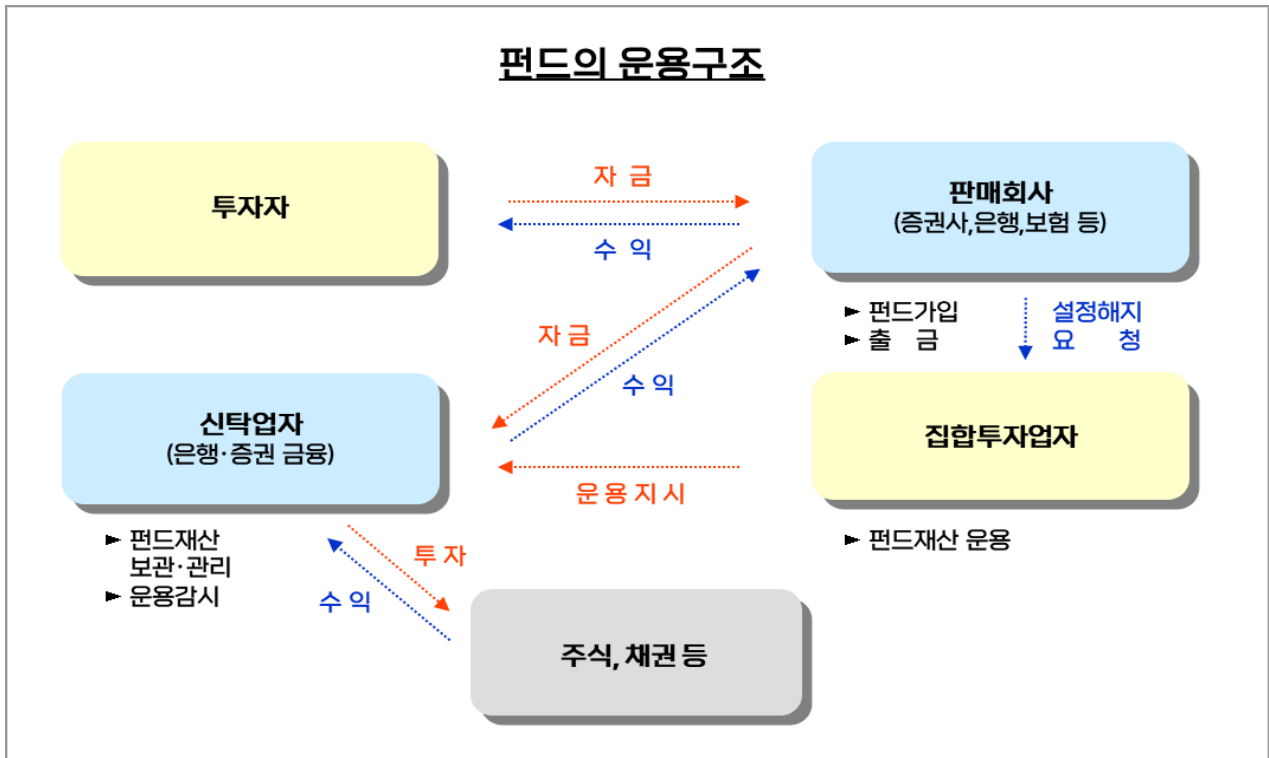 펀드의 운용구조
투자자
자 금
수 익
판매회사
(증권사,은행,보험 등)
► 펀드가입
► 출 금
설정해지
요 청
자 금
수 익
신탁업자
(은행·증권 금융)
운 용 지 시
집합투자업자
► 펀드재산
보관·관리
► 운용감시
► 펀드재산 운용
투 자
수 익
주식, 채권 등